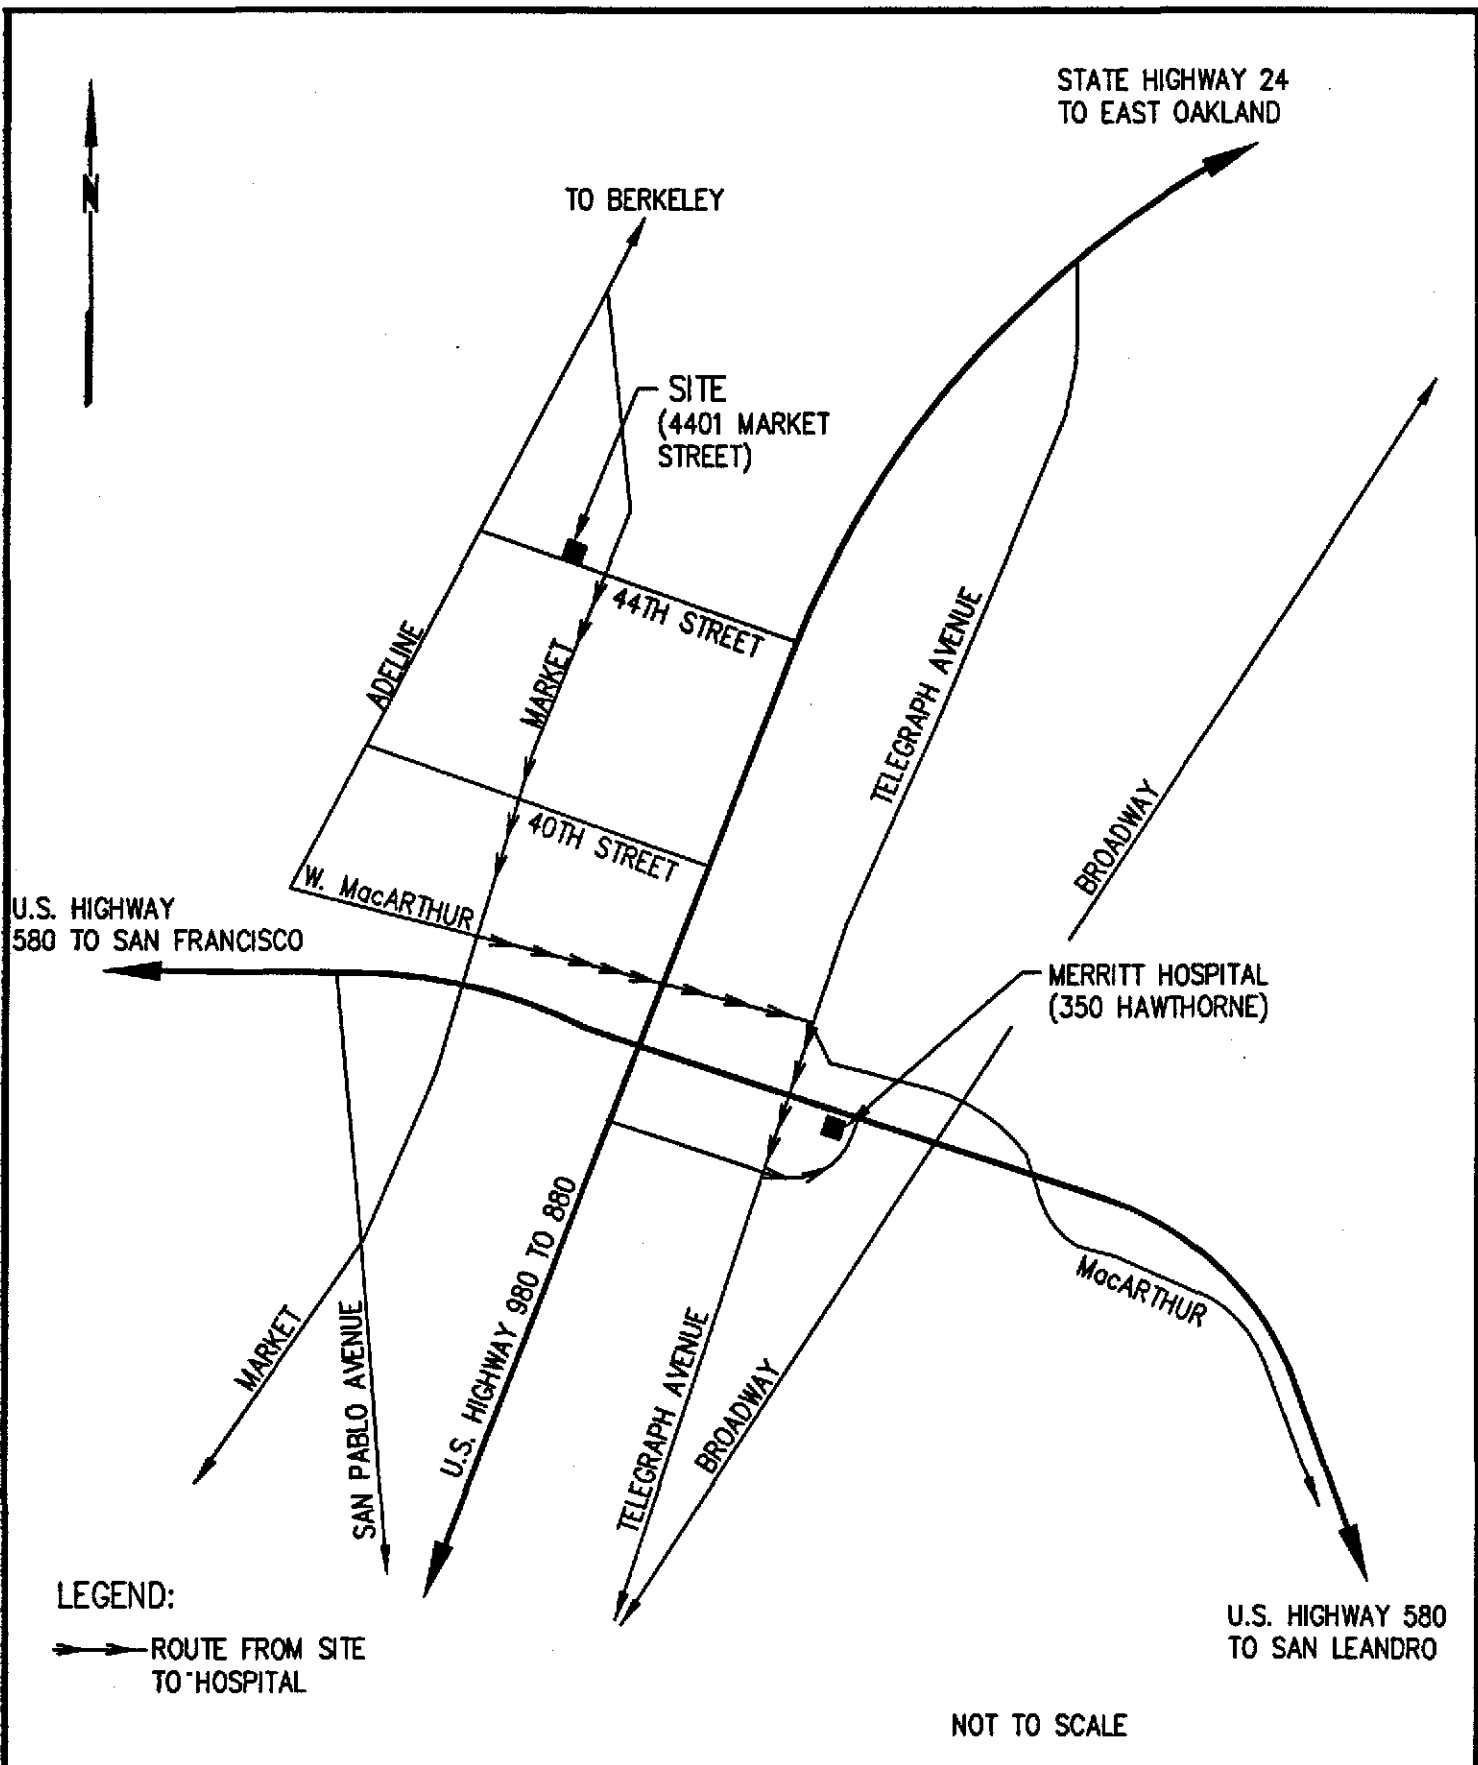 STATE HIGHWAY 24
TO EAST OAKLAND
N
TO BERKELEY
SITE
(4401 MARKET
STREET)
44TH STREET
ADELINE
MARKET
TELEGRAPH AVENUE
BROADWAY
40TH STREET
W. MacARTHUR
U.S. HIGHWAY
580 TO SAN FRANCISCO
MERRITT HOSPITAL
(350 HAWTHORNE)
MacARTHUR
MARKET
SAN PABLO AVENUE
U.S. HIGHWAY 980 TO 880
TELEGRAPH AVENUE
BROADWAY
LEGEND:
ROUTE FROM SITE
TO HOSPITAL
U.S. HIGHWAY 580
TO SAN LEANDRO
NOT TO SCALE